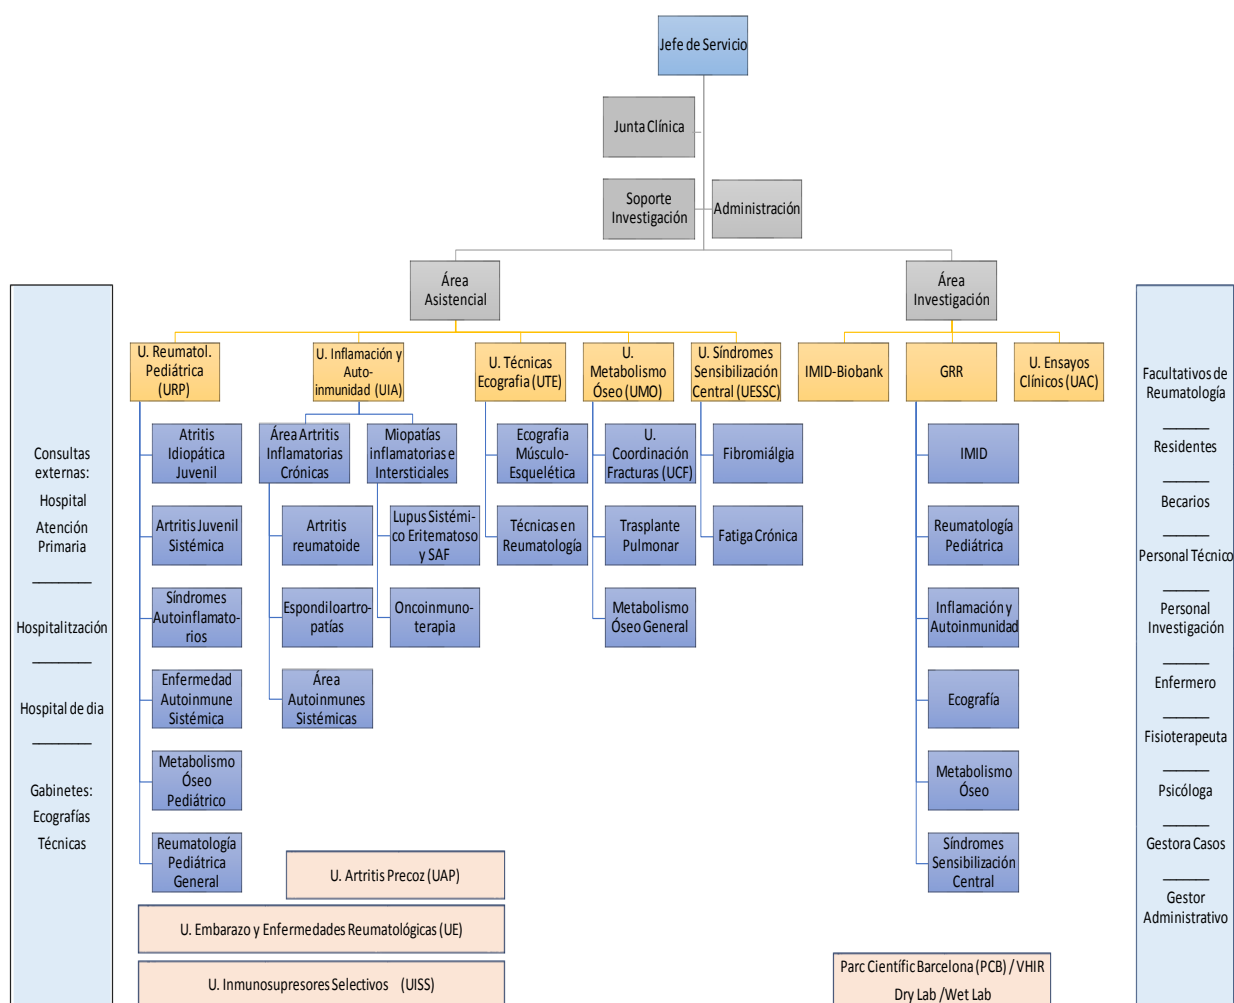 Jefe de Servicio
Junta Clínica
Soporte
Investigación
Administración
Área
Asistencial
Área
Investigación
U. Reumatol.
Pediátrica
(URP)
U. Inflamación y
Auto-
inmunidad (UIA)
U. Técnicas
Ecografia (UTE)
U.
Metabolismo
Óseo (UMO)
U. Síndromes
Sensibilización
Central (UESSC)
IMID-Biobank
GRR
U. Ensayos
Clínicos (UAC)
Atritis
Idiopática
Juvenil
Artritis Juvenil
Sistémica
Síndromes
Autoinflamato-
rios
Enfermedad
Autoinmune
Sistémica
Metabolismo
Óseo
Pediátrico
Reumatología
Pediátrica
General
Área Artritis
Inflamatorias
Crónicas
Artritis
reumatoide
Espondiloartro-
patías
Área
Autoinmunes
Sistémicas
Miopatías
inflamatorias e
Intersticiales
Lupus Sistémi-
co Eritematoso
y SAF
Oncoinmuno-
terapia
Ecografia
Músculo-
Esquelética
Técnicas en
Reumatología
U.
Coordinación
Fracturas (UCF)
Trasplante
Pulmonar
Metabolismo
Óseo General
Fibromiálgia
Fatiga Crónica
IMID
Reumatología
Pediátrica
Inflamación y
Autoinmunidad
Ecografía
Metabolismo
Óseo
Síndromes
Sensibilización
Central
Consultas
externas:
Hospital
Atención
Primaria
Hospitalitzación
Hospital de dia
Gabinetes:
Ecografías
Técnicas
Facultativos de
Reumatología
Residentes
Becarios
Personal Técnico
Personal
Investigación
Enfermero
Fisioterapeuta
Psicóloga
Gestora Casos
Gestor
Administrativo
U. Artritis Precoz (UAP)
U. Embarazo y Enfermedades Reumatológicas (UE)
U. Inmunosupresores Selectivos (UISS)
Parc Científic Barcelona (PCB) / VHIR
Dry Lab /Wet Lab